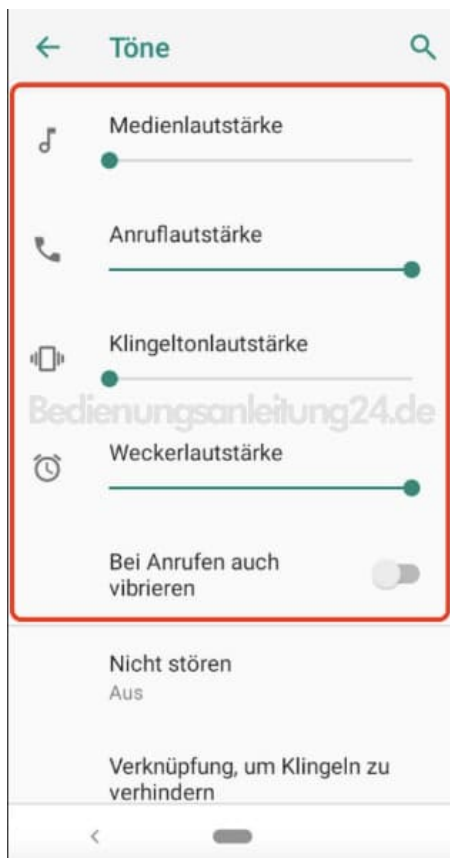 Töne
Medienlautstärke
Anruflautstärke
Klingeltonlautstärke
Bedienungsanleitung24.de
Weckerlautstärke
Bei Anrufen auch
vibrieren
Nicht stören
Aus
Verknüpfung, um Klingeln zu
verhindern